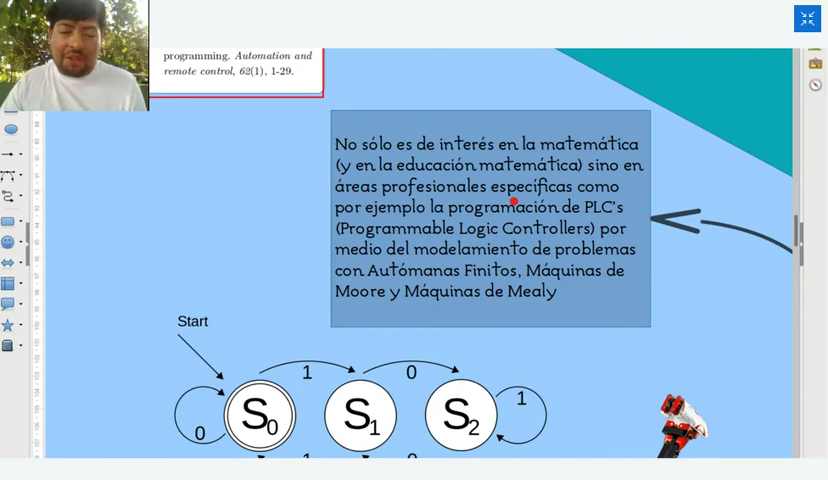 programming. Automation and
remote control, 62(1), 1-29.
No sólo es de interés en la matemática
(y en la educación matemática) sino en
áreas profesionales específicas como
por ejemplo la programación de PLC's
(Programmable Logic Controllers) por
medio del modelamiento de problemas
con Autómanas Finitos, Máquinas de
Moore y Máquinas de Mealy
Start
1
0
S0
S1
S2
1
0
1
0